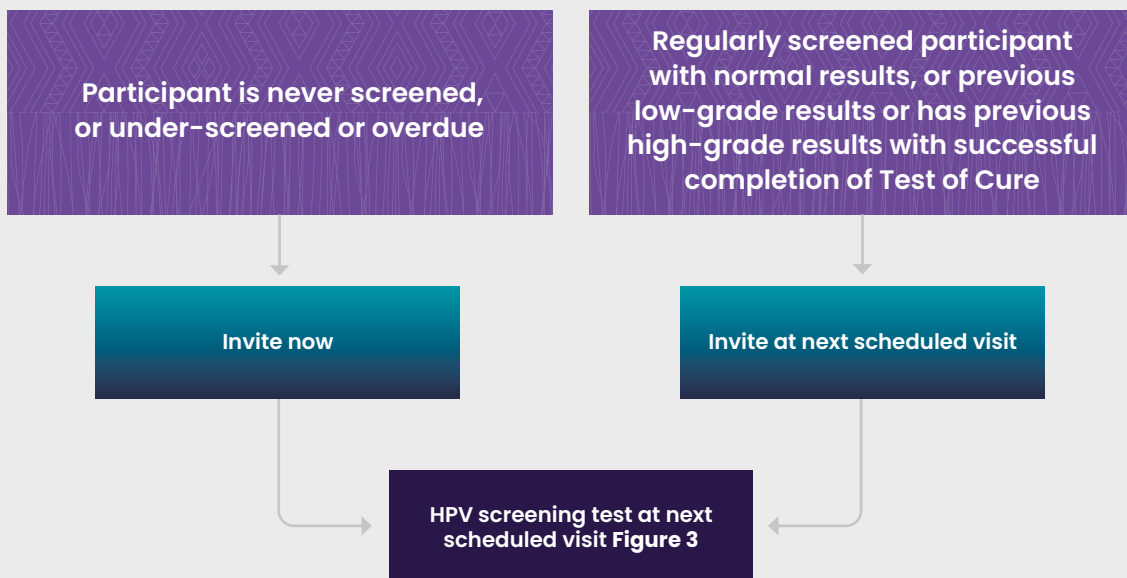 Participant is never screened,
or under-screened or overdue
Regularly screened participant
with normal results, or previous
low-grade results or has previous
high-grade results with successful
completion of Test of Cure
Invite now
Invite at next scheduled visit
HPV screening test at next
scheduled visit Figure 3